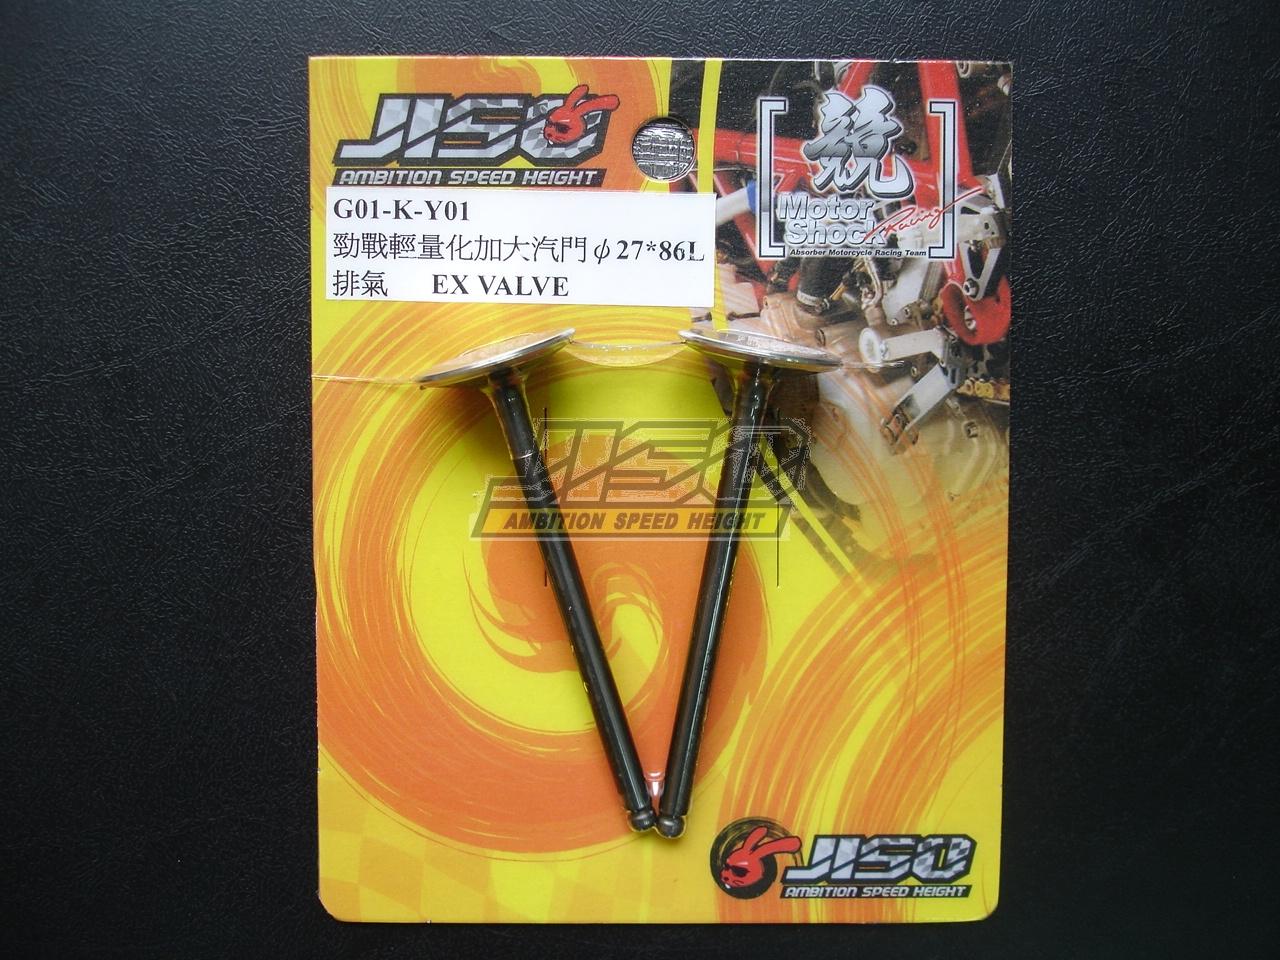 JISO
AMBITION SPEED HEIGHT
競
Motor
Shock
Racing
Absorber Motorcycle Racing Team
G01-K-Y01
勁戰輕量化加大汽門φ27*86L
排氣 EX VALVE
JISO
AMBITION SPEED HEIGHT
JISO
AMBITION SPEED HEIGHT